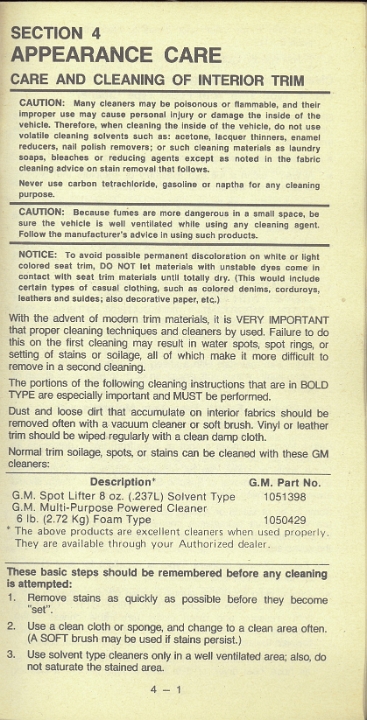 SECTION 4
APPEARANCE CARE
CARE AND CLEANING OF INTERIOR TRIM
CAUTION: Many cleaners may be poisonous or flammable, and their
improper use may cause personal injury or damage the inside of the
vehicle. Therefore, when cleaning the inside of the vehicle, do not use
volatile cleaning solvents such as: acetone, lacquer thinners, enamel
reducers, nail polish removers; or such cleaning materials as laundry
soaps, bleaches or reducing agents except as noted in the fabric
cleaning advice on stain removal that follows.
Never use carbon tetrachloride, gasoline or naptha for any cleaning
purpose.
CAUTION: Because fumes are more dangerous in a small space, be
sure the vehicle is well ventilated while using any cleaning agent.
Follow the manufacturer's advice in using such products.
NOTICE: To avoid possible permanent discoloration on white or light
colored seat trim, DO NOT let materials with unstable dyes come in
contact with seat trim materials until totally dry. (This would include
certain types of casual clothing, such as colored denims, corduroys,
leathers and suides; also decorative paper, etc.)
With the advent of modern trim materials, it is VERY IMPORTANT
that proper cleaning techniques and cleaners by used. Failure to do
this on the first cleaning may result in water spots, spot rings, or
setting of stains or soilage, all of which make it more difficult to
remove in a second cleaning.
The portions of the following cleaning instructions that are in BOLD
TYPE are especially important and MUST be performed.
Dust and loose dirt that accumulate on interior fabrics should be
removed often with a vacuum cleaner or soft brush. Vinyl or leather
trim should be wiped regularly with a clean damp cloth.
Normal trim soilage, spots, or stains can be cleaned with these GM
cleaners:
Description* G.M. Part No.
G.M. Spot Lifter 8 oz. (.237L) Solvent Type 1051398
G.M. Multi-Purpose Powered Cleaner
6 lb. (2.72 Kg) Foam Type 1050429
* The above products are excellent cleaners when used properly.
They are available through your Authorized dealer.
These basic steps should be remembered before any cleaning
is attempted:
1. Remove stains as quickly as possible before they become
"set".
2. Use a clean cloth or sponge, and change to a clean area often.
(A SOFT brush may be used if stains persist.)
3. Use solvent type cleaners only in a well ventilated area; also, do
not saturate the stained area.
4 - 1